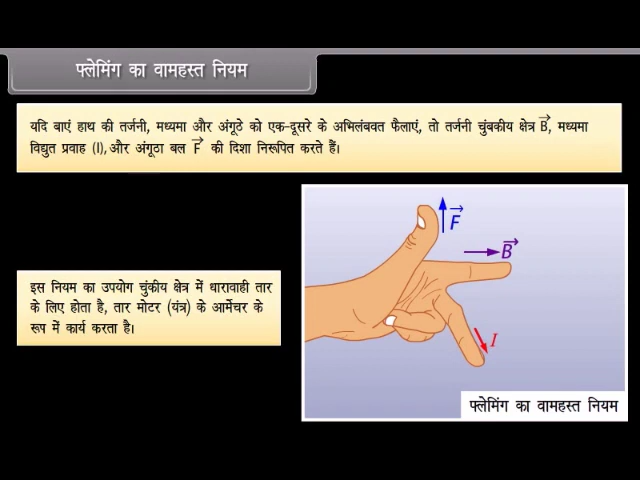 फ्लेमिंग का वामहस्त नियम
यदि बाएं हाथ की तर्जनी, मध्यमा और अंगूठे को एक-दूसरे के अभिलंबवत फैलाएं, तो तर्जनी चुंबकीय क्षेत्र B⃗, मध्यमा
विद्युत प्रवाह (I), और अंगूठा बल F⃗ की दिशा निरूपित करते हैं।
F⃗
B⃗
इस नियम का उपयोग चुंकीय क्षेत्र में धारावाही तार
के लिए होता है, तार मोटर (यंत्र) के आर्मेचर के
रूप में कार्य करता है।
I
फ्लेमिंग का वामहस्त नियम